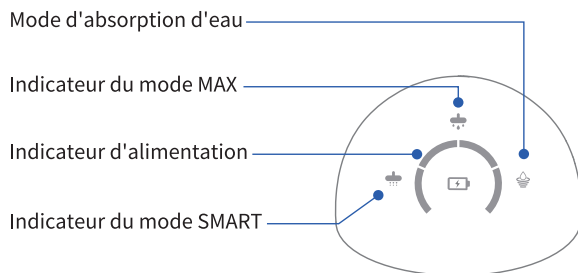 Mode d'absorption d'eau
Indicateur du mode MAX
Indicateur d'alimentation
Indicateur du mode SMART